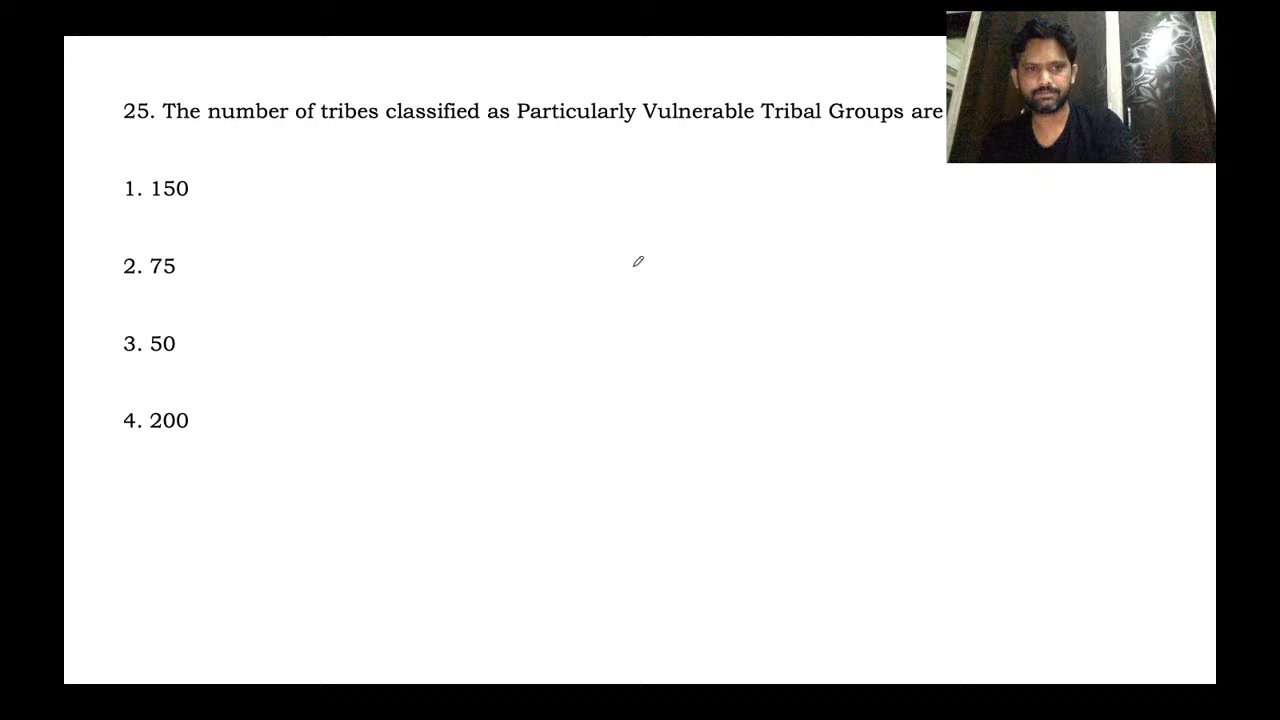 25. The number of tribes classified as Particularly Vulnerable Tribal Groups are
1. 150
2. 75
3. 50
4. 200